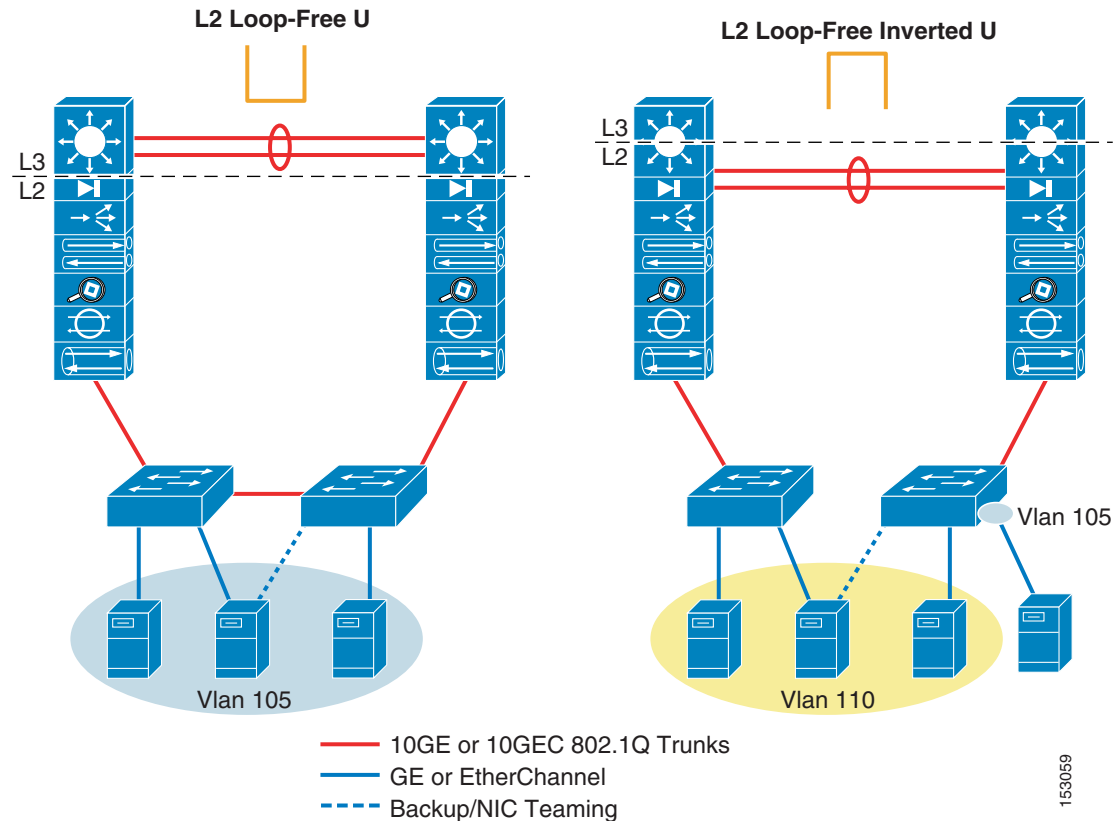 L2 Loop-Free U
L3
L2
Vlan 105
L2 Loop-Free Inverted U
L3
L2
Vlan 105
Vlan 110
10GE or 10GEC 802.1Q Trunks
GE or EtherChannel
Backup/NIC Teaming
153059